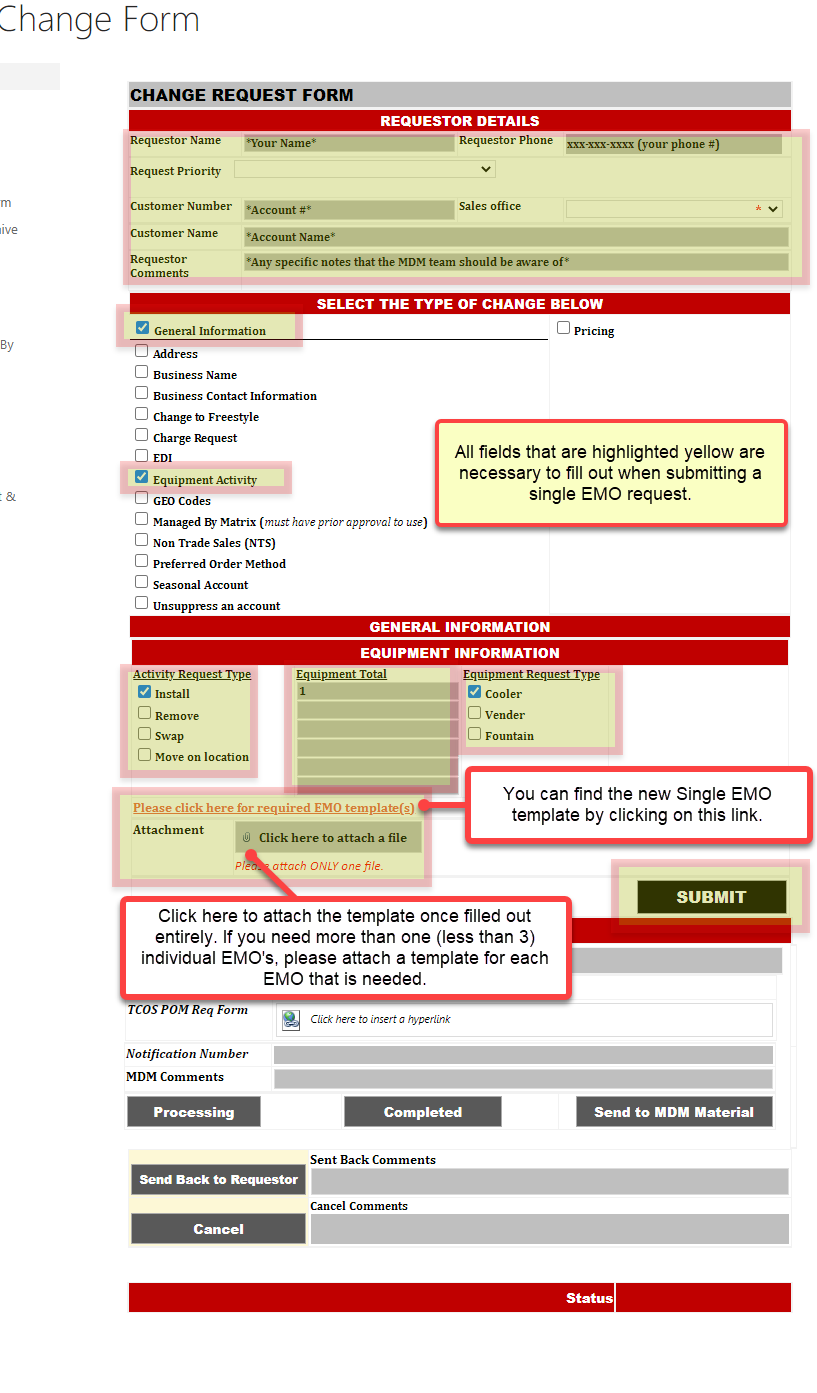 Change Form
CHANGE REQUEST FORM
REQUESTOR DETAILS
Requestor Name *Your Name* Requestor Phone xxx-xxx-xxxx (your phone #)
Request Priority
rm
Customer Number *Account #* Sales office *
ive
Customer Name *Account Name*
Requestor Comments *Any specific notes that the MDM team should be aware of*
SELECT THE TYPE OF CHANGE BELOW
General Information Pricing
By
Address
Business Name
Business Contact Information
Change to Freestyle
Charge Request
EDI
Equipment Activity
&
GEO Codes
Managed By Matrix (must have prior approval to use)
Non Trade Sales (NTS)
Preferred Order Method
Seasonal Account
Unsuppress an account
All fields that are highlighted yellow are
necessary to fill out when submitting a
single EMO request.
GENERAL INFORMATION
EQUIPMENT INFORMATION
Activity Request Type Equipment Total Equipment Request Type
Install 1 Cooler
Remove Vender
Swap Fountain
Move on location
Please click here for required EMO template(s)
You can find the new Single EMO
template by clicking on this link.
Attachment Click here to attach a file
Please attach ONLY one file.
SUBMIT
Click here to attach the template once filled out
entirely. If you need more than one (less than 3)
individual EMO's, please attach a template for each
EMO that is needed.
TCOS POM Req Form Click here to insert a hyperlink
Notification Number
MDM Comments
Processing Completed Send to MDM Material
Sent Back Comments
Send Back to Requestor
Cancel Comments
Cancel
Status